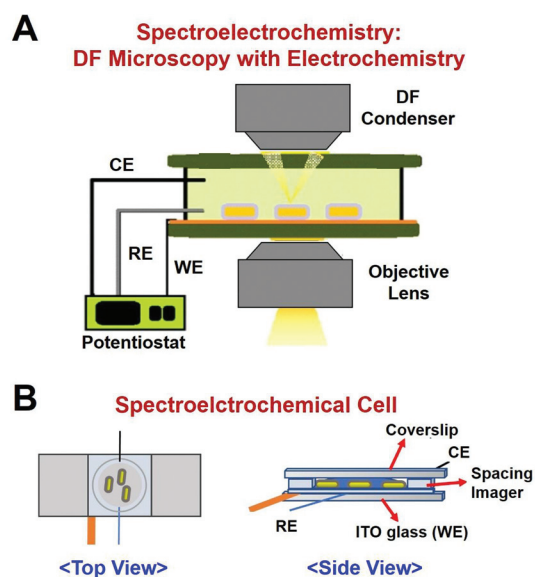 A
Spectroelectrochemistry:
DF Microscopy with Electrochemistry
DF
Condenser
CE
RE
WE
Objective
Lens
Potentiostat
B
Spectroelctrochemical Cell
Coverslip
CE
Spacing
Imager
RE
ITO glass (WE)
<Top View>
<Side View>